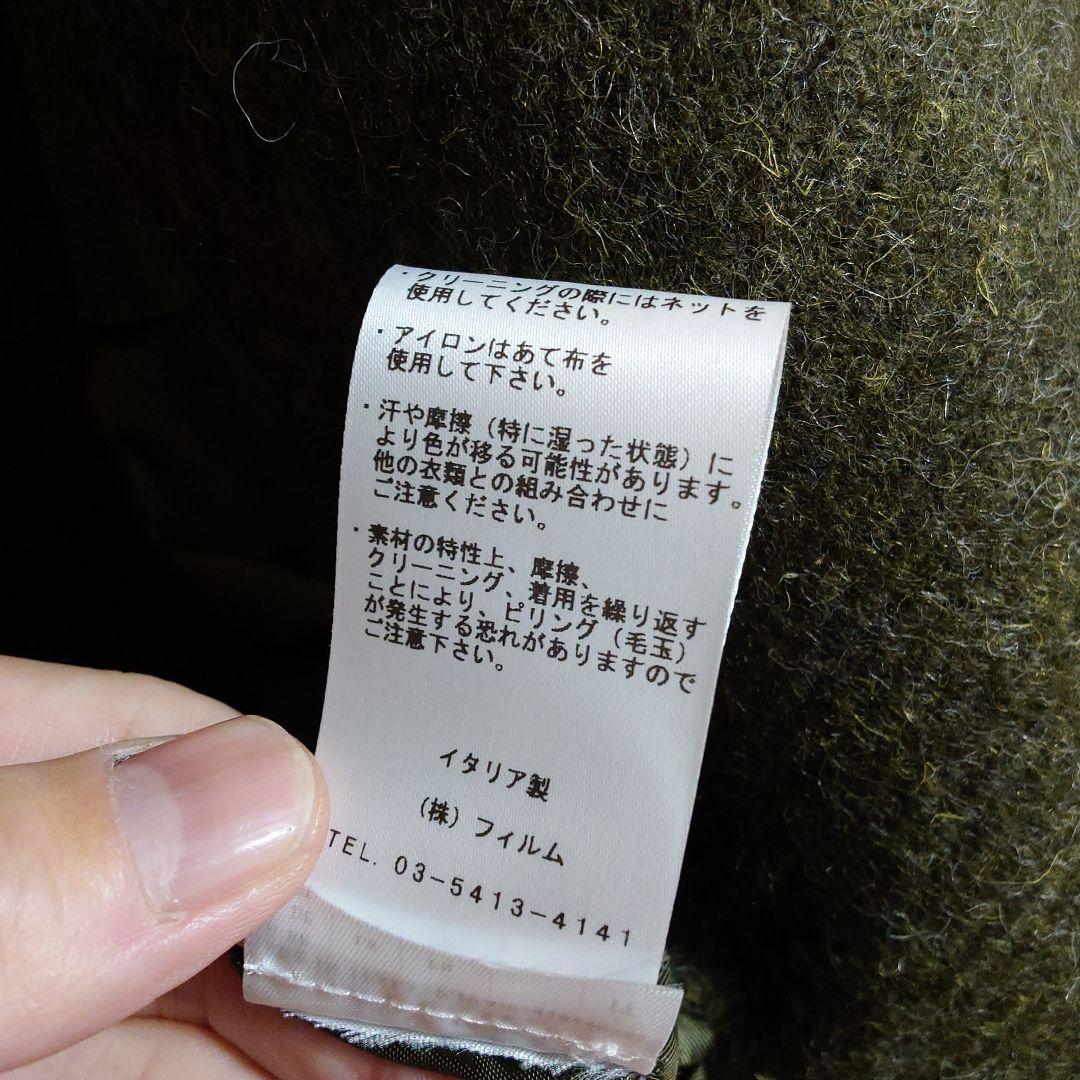 ・クリーニングの際にはネットを
使用してください。
・アイロンはあて布を
使用して下さい。
・汗や摩擦（特に湿った状態）に
より色が移る可能性があります。
他の衣類との組み合わせに
ご注意ください。
・素材の特性上、摩擦、
クリーニング、着用を繰り返す
ことにより、ピリング（毛玉）
が発生する恐れがありますので
ご注意下さい。
イタリア製
（株）フィルム
TEL. 03-5413-4141